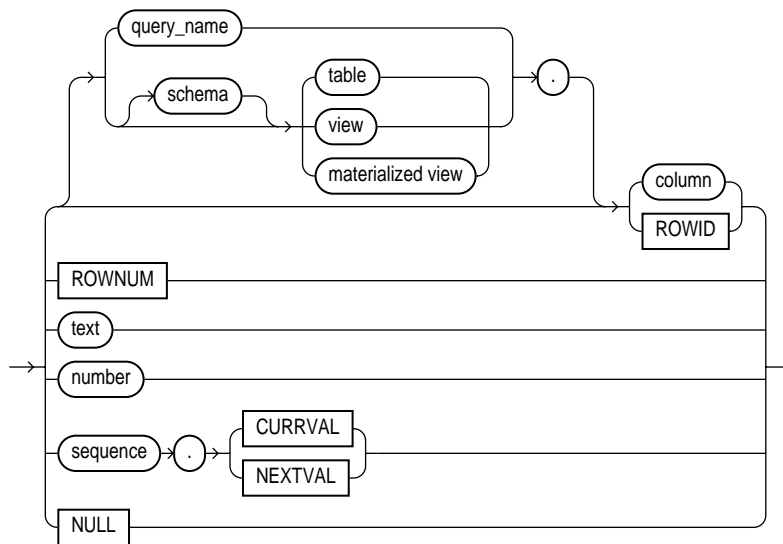 query_name
schema
table
.
view
materialized view
column
ROWID
ROWNUM
text
number
sequence . CURRVAL
NEXTVAL
NULL